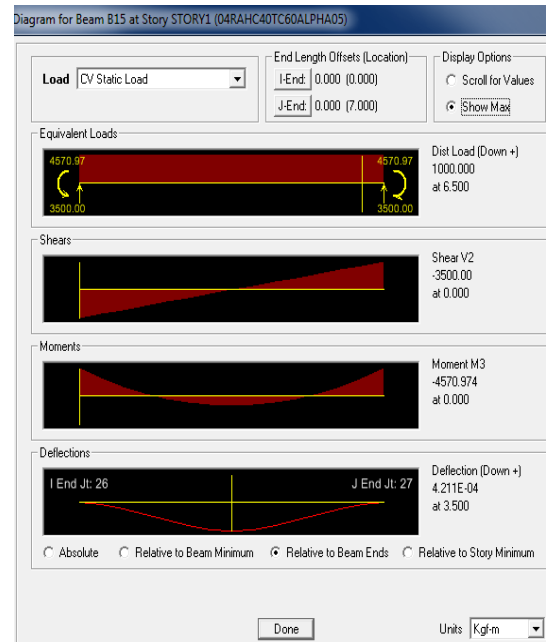 Diagram for Beam B15 at Story STORY1 (04RAHC40TC60ALPHA05)
Load CV Static Load
End Length Offsets (Location)
I-End: 0.000 (0.000)
J-End: 0.000 (7.000)
Display Options
Scroll for Values
Show Max
Equivalent Loads
4570.97 4570.97
3500.00 3500.00
Dist Load (Down +)
1000.000
at 6.500
Shears
Shear V2
-3500.00
at 0.000
Moments
Moment M3
-4570.974
at 0.000
Deflections
I End Jt: 26 J End Jt: 27
Deflection (Down +)
4.211E-04
at 3.500
Absolute Relative to Beam Minimum Relative to Beam Ends Relative to Story Minimum
Done
Units Kgf-m